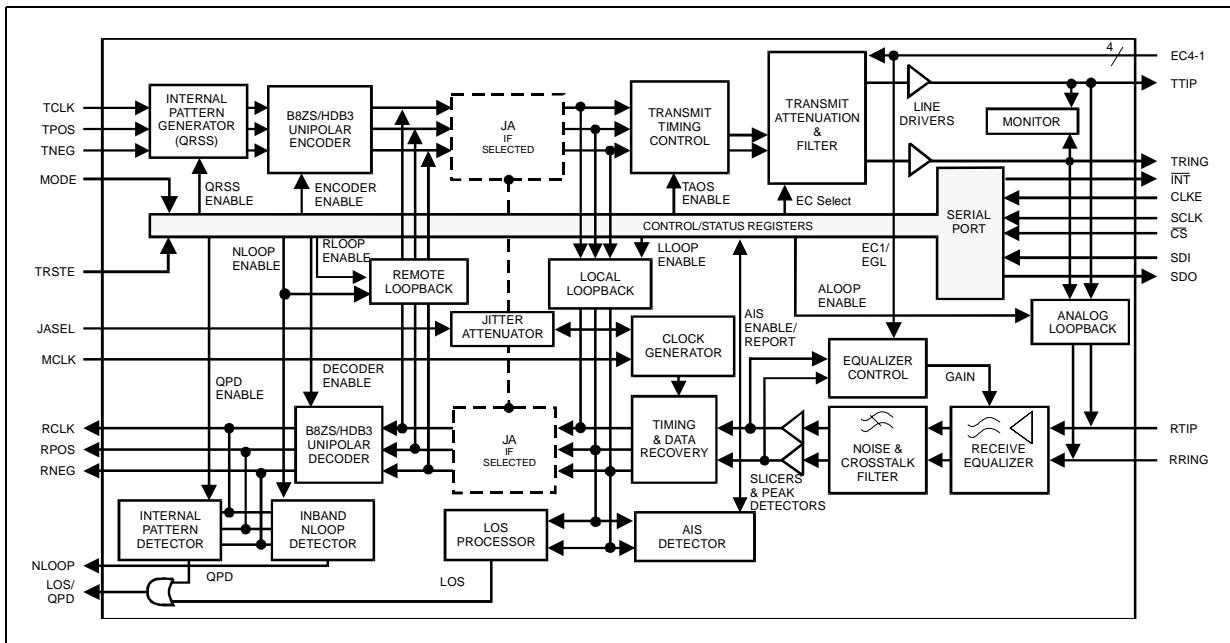 4
EC4-1
TCLK
TPOS
TNEG
MODE
TRSTE
JASEL
MCLK
RCLK
RPOS
RNEG
NLOOP
LOS/
QPD
INTERNAL
PATTERN
GENERATOR
(QRSS)
B8ZS/HDB3
UNIPOLAR
ENCODER
JA
IF
SELECTED
TRANSMIT
TIMING
CONTROL
TRANSMIT
ATTENUATION
&
FILTER
LINE
DRIVERS
MONITOR
TTIP
TRING
INT
CLKE
SCLK
CS
SDI
SDO
QRSS
ENABLE
ENCODER
ENABLE
TAOS
ENABLE
EC Select
CONTROL/STATUS REGISTERS
SERIAL
PORT
NLOOP
ENABLE
RLOOP
ENABLE
REMOTE
LOOPBACK
LOCAL
LOOPBACK
LLOOP
ENABLE
EC1/
EGL
ALOOP
ENABLE
ANALOG
LOOPBACK
JITTER
ATTENUATOR
CLOCK
GENERATOR
AIS
ENABLE/
REPORT
EQUALIZER
CONTROL
GAIN
QPD
ENABLE
DECODER
ENABLE
B8ZS/HDB3
UNIPOLAR
DECODER
JA
IF
SELECTED
TIMING
& DATA
RECOVERY
SLICERS
& PEAK
DETECTORS
NOISE &
CROSSTALK
FILTER
RECEIVE
EQUALIZER
RTIP
RRING
INTERNAL
PATTERN
DETECTOR
INBAND
NLOOP
DETECTOR
LOS
PROCESSOR
AIS
DETECTOR
QPD
LOS